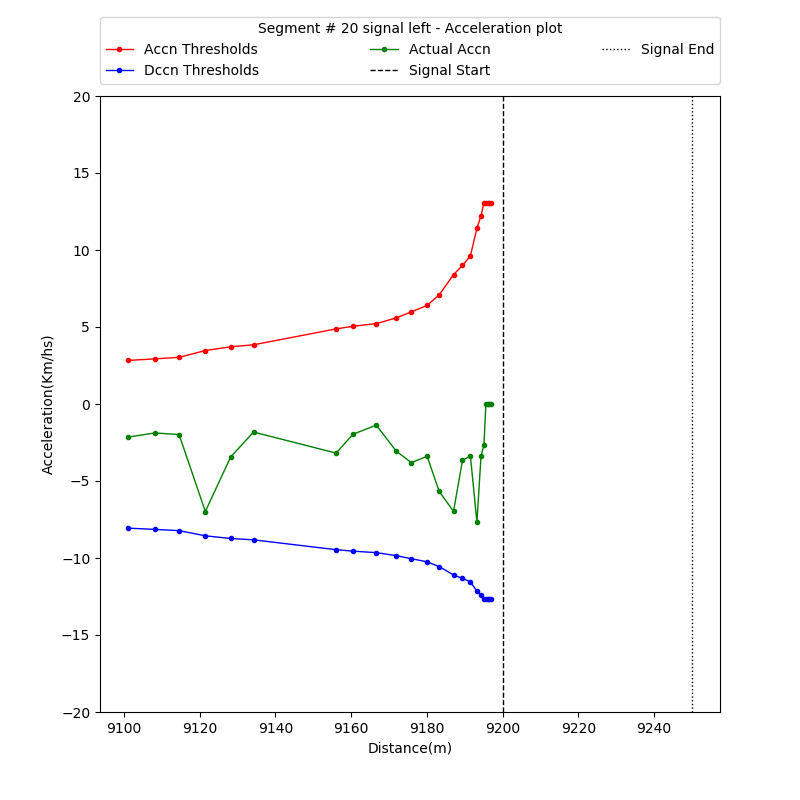 Segment # 20 signal left - Acceleration plot
Accn Thresholds Actual Accn Signal End
Dccn Thresholds Signal Start
20
15
10
5
0
−5
−10
−15
−20
Acceleration(Km/hs)
9100 9120 9140 9160 9180 9200 9220 9240
Distance(m)